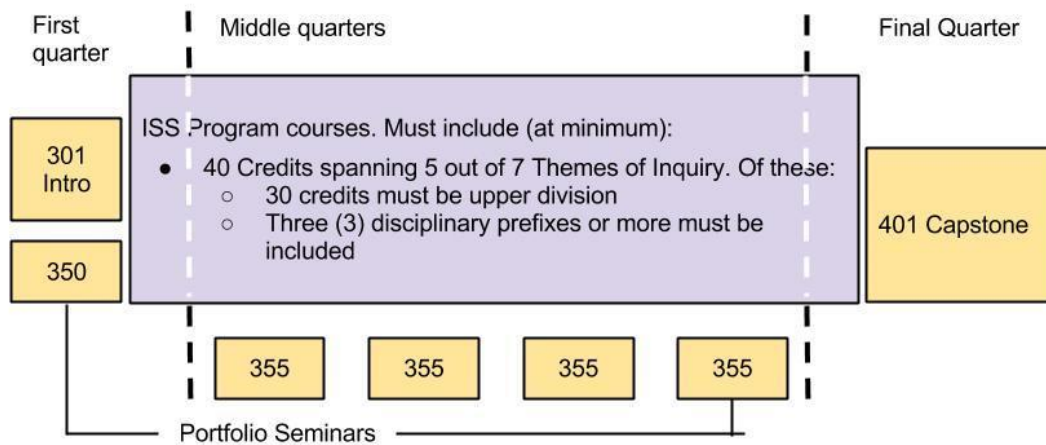 First
quarter
Middle quarters
Final Quarter
301
Intro
350
ISS Program courses. Must include (at minimum):
● 40 Credits spanning 5 out of 7 Themes of Inquiry. Of these:
○ 30 credits must be upper division
○ Three (3) disciplinary prefixes or more must be
included
401 Capstone
355
355
355
355
Portfolio Seminars